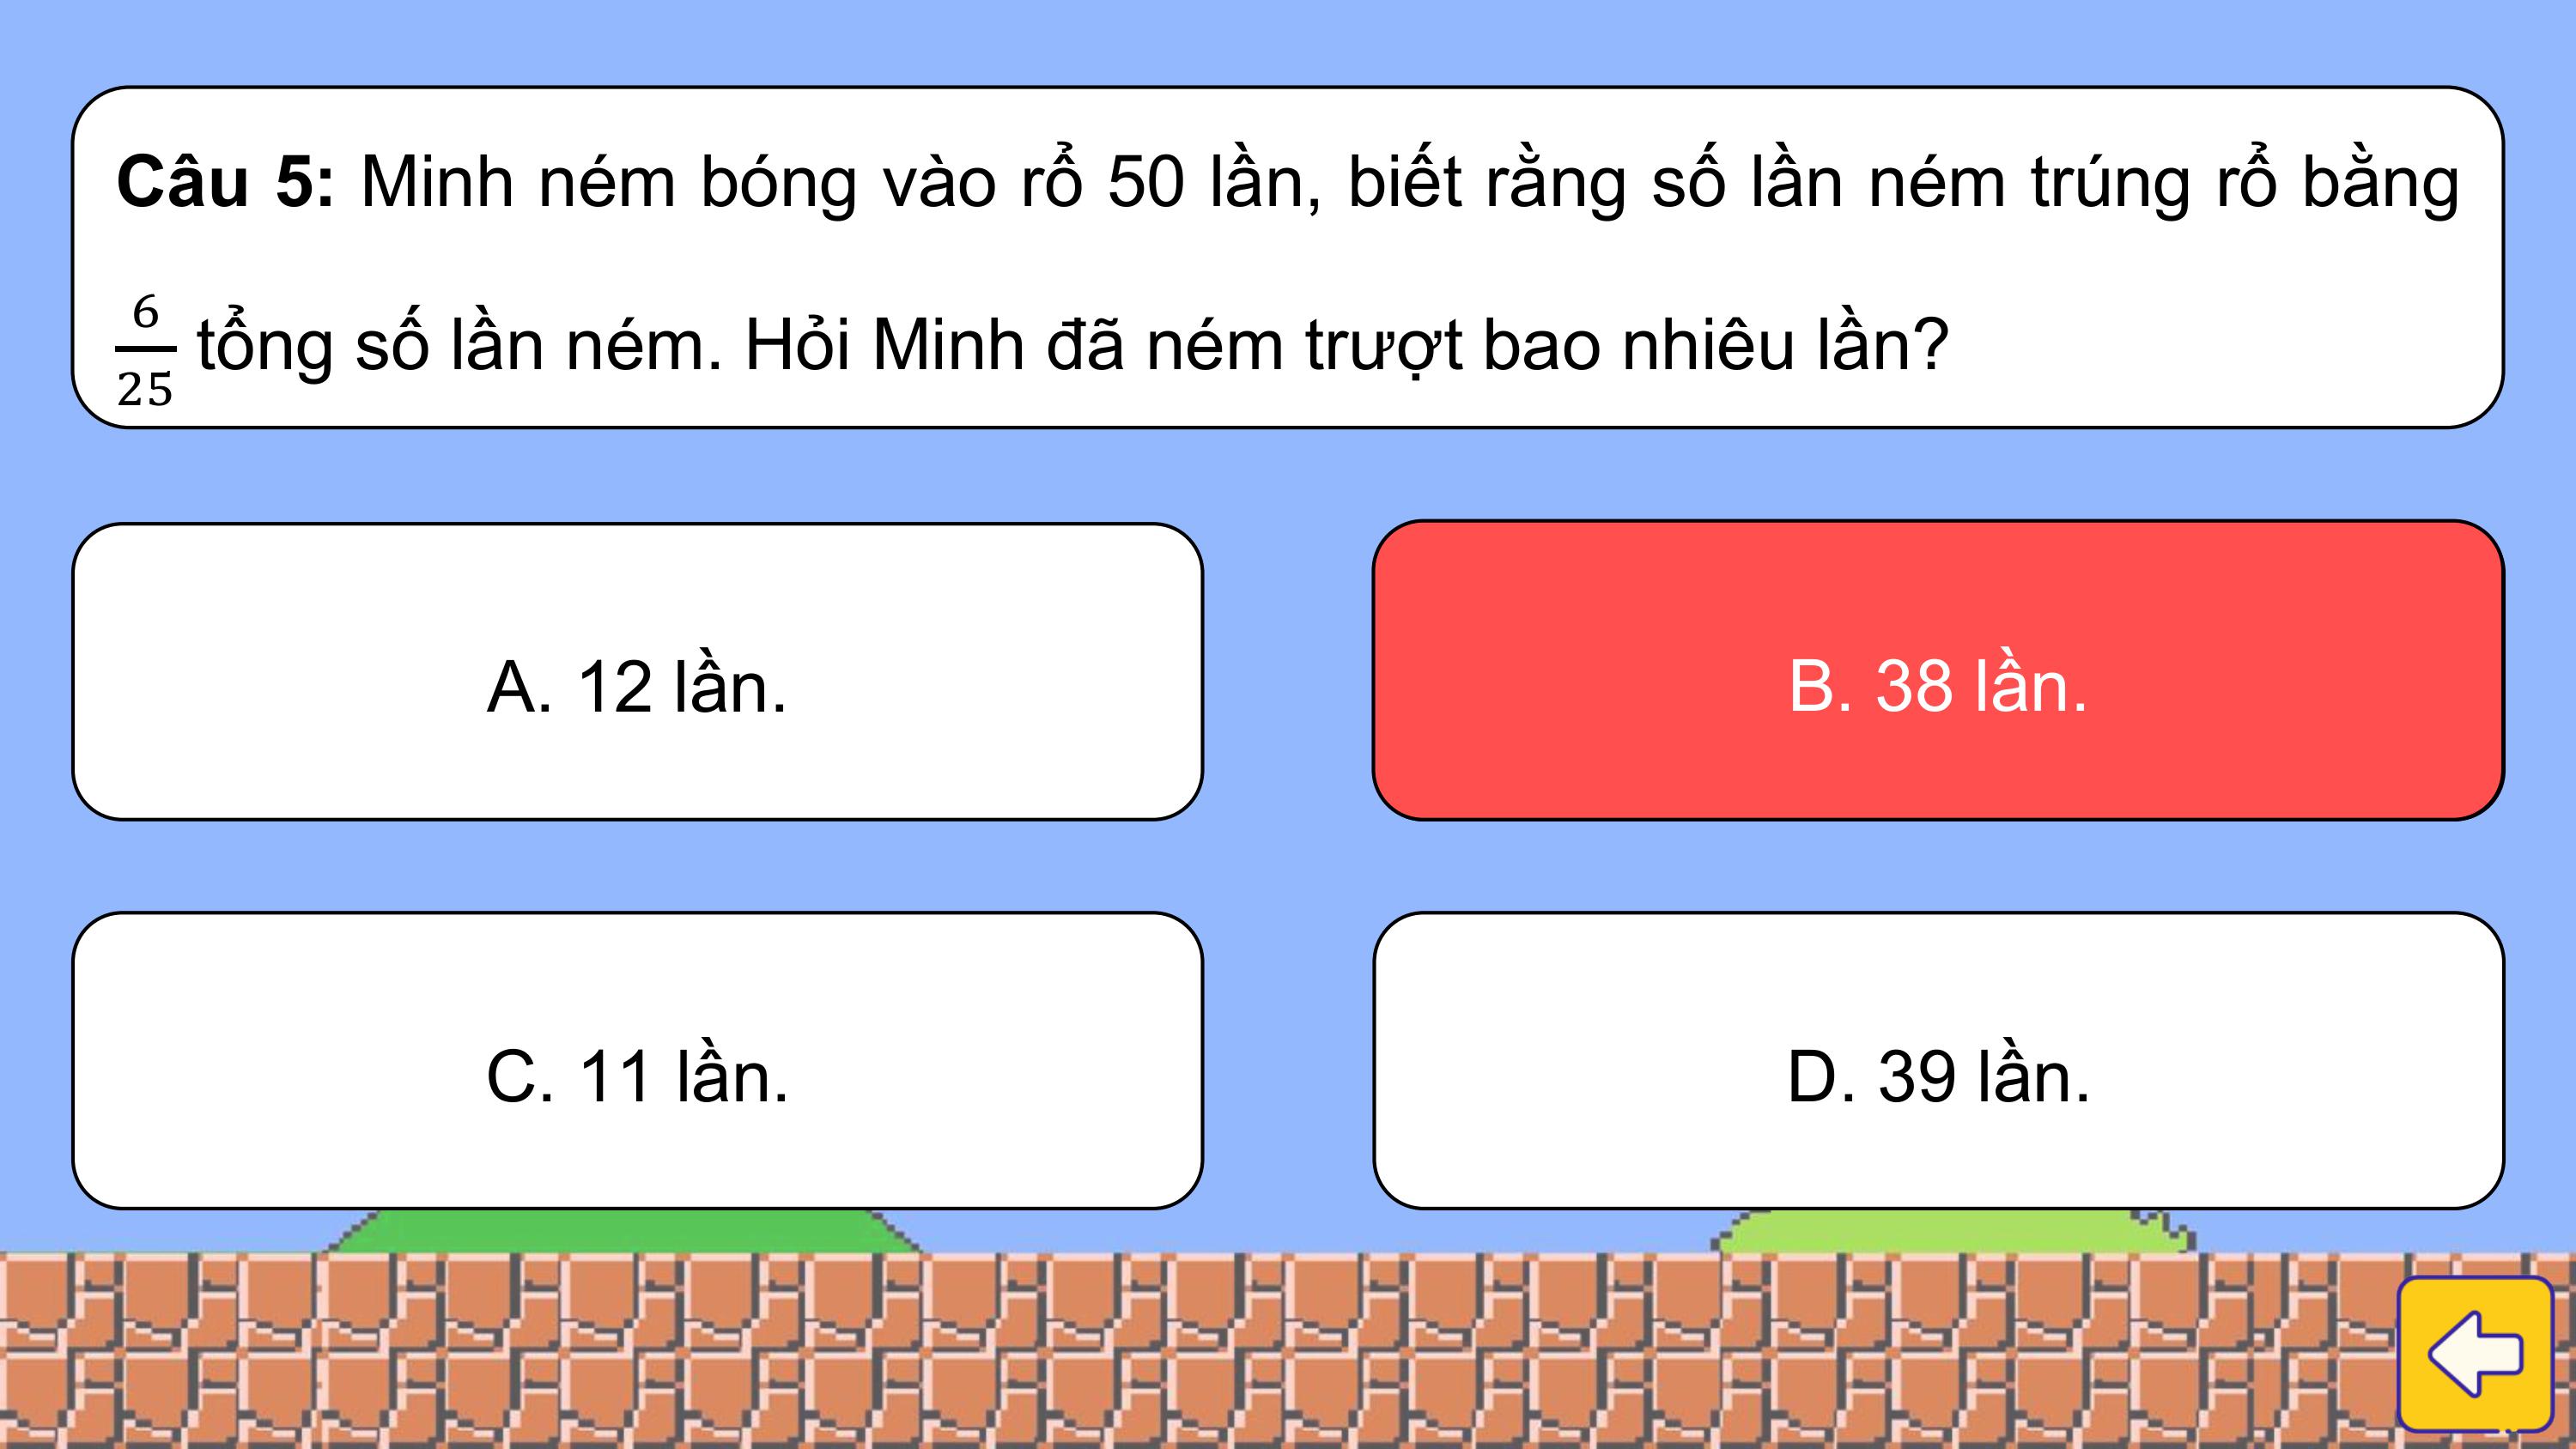 Câu 5: Minh ném bóng vào rổ 50 lần, biết rằng số lần ném trúng rổ bằng
6/25 tổng số lần ném. Hỏi Minh đã ném trượt bao nhiêu lần?
A. 12 lần.
B. 38 lần.
C. 11 lần.
D. 39 lần.